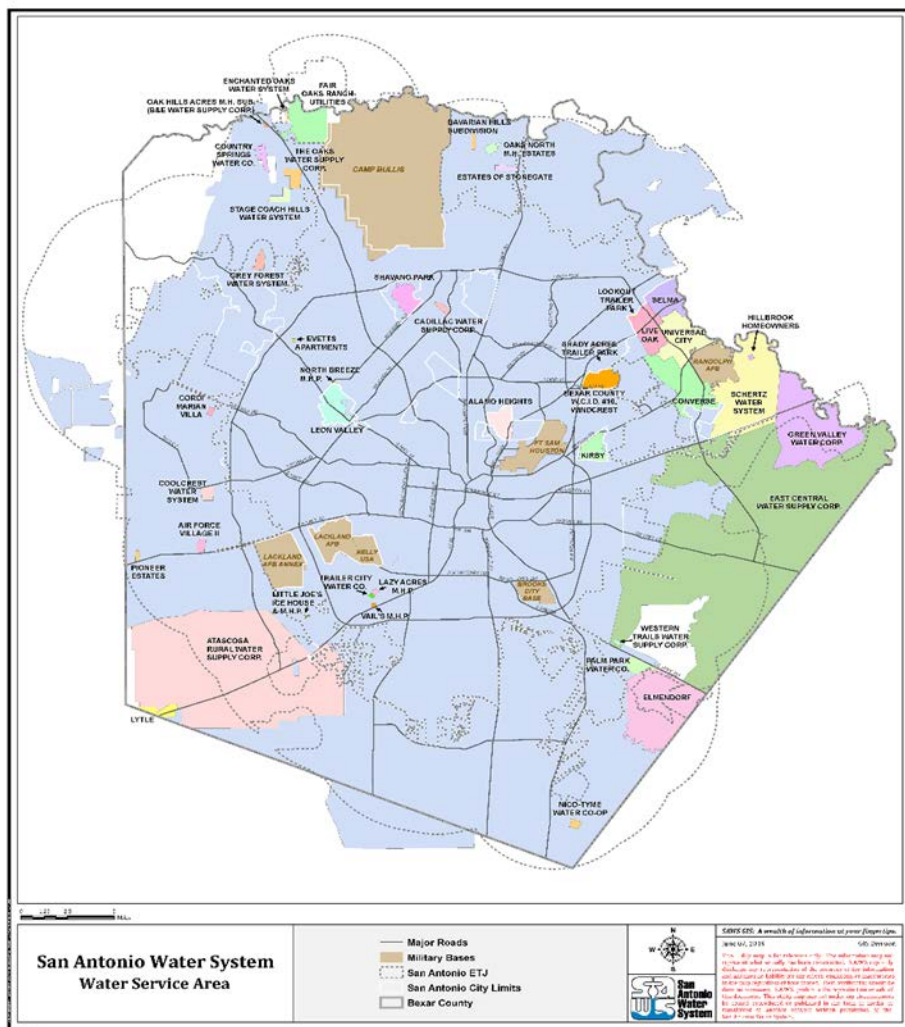 ENCHANTED OAKS
WATER SYSTEM
FAIR
OAKS RANCH
UTILITIES
OAK HILLS ACRES M.H. SUB.
(B&E WATER SUPPLY CORP.)
BAVARIAN HILLS
SUBDIVISION
COUNTRY
SPRINGS
WATER CO.
THE OAKS
WATER SUPPLY
CORP.
CAMP BULLIS
OAKS NORTH
M.H. ESTATES
ESTATES OF STONEGATE
STAGE COACH HILLS
WATER SYSTEM
GREY FOREST
WATER SYSTEM
SHAVANO PARK
LOOKOUT
TRAILER
PARK
SELMA
HILLBROOK
HOMEOWNERS
CADILLAC WATER
SUPPLY CORP.
LIVE
OAK
UNIVERSAL
CITY
EVETTS
APARTMENTS
SHADY ACRES
TRAILER PARK
RANDOLPH
AFB
NORTH BREEZE
M.H.P.
BEXAR COUNTY
W.C.I.D. #10,
WINDCREST
CONVERSE
SCHERTZ
WATER
SYSTEM
CORDI
MARIAN
VILLA
ALAMO HEIGHTS
LEON VALLEY
FT SAM
HOUSTON
KIRBY
GREEN VALLEY
WATER CORP.
COOLCREST
WATER
SYSTEM
EAST CENTRAL
WATER SUPPLY CORP.
AIR FORCE
VILLAGE II
LACKLAND
AFB
KELLY
USA
LACKLAND
AFB ANNEX
PIONEER
ESTATES
TRAILER CITY
WATER CO.
LAZY ACRES
M.H.P.
BROOKS
CITY
BASE
LITTLE JOE'S
ICE HOUSE
& M.H.P.
VAIL'S M.H.P.
WESTERN
TRAILS WATER
SUPPLY CORP.
ATASCOSA
RURAL WATER
SUPPLY CORP.
PALM PARK
WATER CO.
ELMENDORF
LYTLE
NICO-TYME
WATER CO-OP
San Antonio Water System
Water Service Area
Major Roads
Military Bases
San Antonio ETJ
San Antonio City Limits
Bexar County
N
W
E
S
San
Antonio
Water
System
SAWS GIS: A wealth of information at your fingertips.